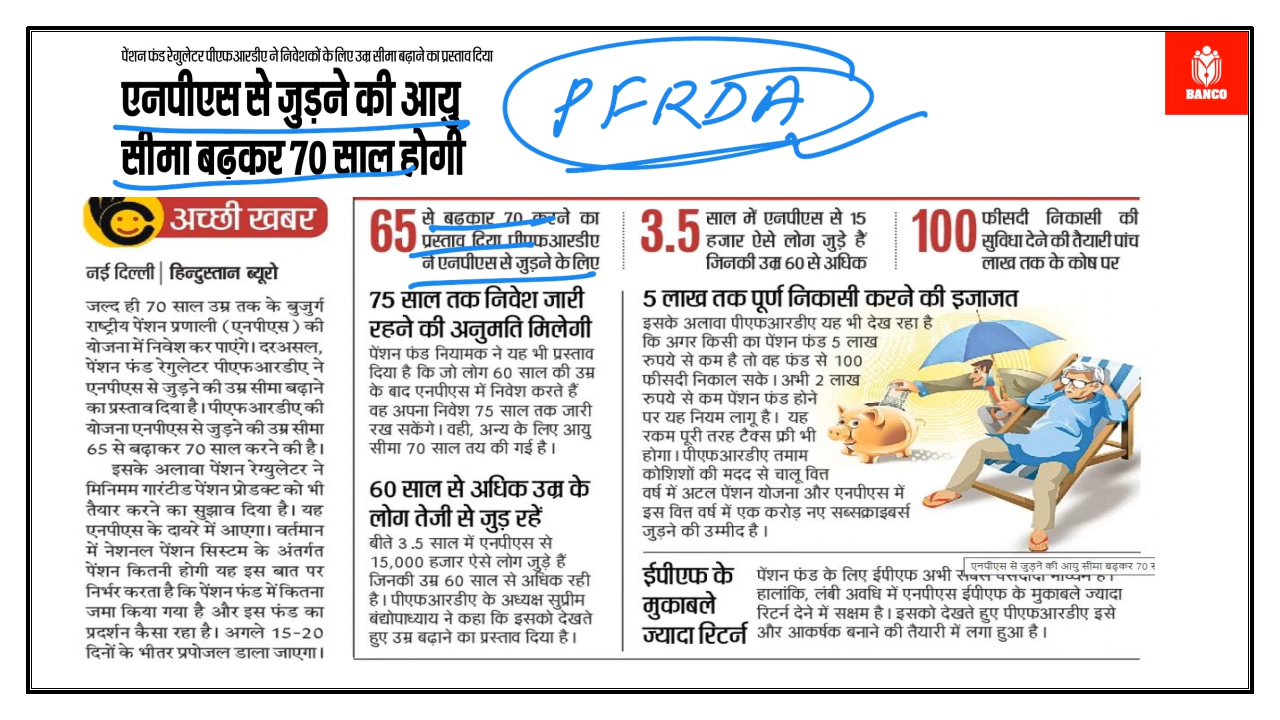 पेंशन फंड रेगुलेटर पीएफआरडीए ने निवेशकों के लिए उम्र सीमा बढ़ाने का प्रस्ताव दिया
एनपीएस से जुड़ने की आयु
सीमा बढ़कर 70 साल होगी
PFRDA
BANCO
अच्छी खबर
नई दिल्ली | हिन्दुस्तान ब्यूरो
जल्द ही 70 साल उम्र तक के बुजुर्ग
राष्ट्रीय पेंशन प्रणाली (एनपीएस) की
योजना में निवेश कर पाएंगे। दरअसल,
पेंशन फंड रेगुलेटर पीएफआरडीए ने
एनपीएस से जुड़ने की उम्र सीमा बढ़ाने
का प्रस्ताव दिया है। पीएफआरडीए की
योजना एनपीएस से जुड़ने की उम्र सीमा
65 से बढ़ाकर 70 साल करने की है।
इसके अलावा पेंशन रेग्युलेटर ने
मिनिमम गारंटीड पेंशन प्रोडक्ट को भी
तैयार करने का सुझाव दिया है। यह
एनपीएस के दायरे में आएगा। वर्तमान
में नेशनल पेंशन सिस्टम के अंतर्गत
पेंशन कितनी होगी यह इस बात पर
निर्भर करता है कि पेंशन फंड में कितना
जमा किया गया है और इस फंड का
प्रदर्शन कैसा रहा है। अगले 15-20
दिनों के भीतर प्रपोजल डाला जाएगा।
65 से बढ़कार 70 करने का
प्रस्ताव दिया पीएफआरडीए
ने एनपीएस से जुड़ने के लिए
3.5 साल में एनपीएस से 15
हजार ऐसे लोग जुड़े हैं
जिनकी उम्र 60 से अधिक
100 फीसदी निकासी की
सुविधा देने की तैयारी पांच
लाख तक के कोष पर
75 साल तक निवेश जारी
रहने की अनुमति मिलेगी
पेंशन फंड नियामक ने यह भी प्रस्ताव
दिया है कि जो लोग 60 साल की उम्र
के बाद एनपीएस में निवेश करते हैं
वह अपना निवेश 75 साल तक जारी
रख सकेंगे। वही, अन्य के लिए आयु
सीमा 70 साल तय की गई है।
60 साल से अधिक उम्र के
लोग तेजी से जुड़ रहें
बीते 3.5 साल में एनपीएस से
15,000 हजार ऐसे लोग जुड़े हैं
जिनकी उम्र 60 साल से अधिक रही
है। पीएफआरडीए के अध्यक्ष सुप्रीम
बंद्योपाध्याय ने कहा कि इसको देखते
हुए उम्र बढ़ाने का प्रस्ताव दिया है।
5 लाख तक पूर्ण निकासी करने की इजाजत
इसके अलावा पीएफआरडीए यह भी देख रहा है
कि अगर किसी का पेंशन फंड 5 लाख
रुपये से कम है तो वह फंड से 100
फीसदी निकाल सके। अभी 2 लाख
रुपये से कम पेंशन फंड होने
पर यह नियम लागू है। यह
रकम पूरी तरह टैक्स फ्री भी
होगा। पीएफआरडीए तमाम
कोशिशों की मदद से चालू वित्त
वर्ष में अटल पेंशन योजना और एनपीएस में
इस वित्त वर्ष में एक करोड़ नए सब्सक्राइबर्स
जुड़ने की उम्मीद है।
एनपीएस से जुड़ने की आयु सीमा बढ़कर 70 स
ईपीएफ के
मुकाबले
ज्यादा रिटर्न
पेंशन फंड के लिए ईपीएफ अभी
हालांकि, लंबी अवधि में एनपीएस ईपीएफ के मुकाबले ज्यादा
रिटर्न देने में सक्षम है। इसको देखते हुए पीएफआरडीए इसे
और आकर्षक बनाने की तैयारी में लगा हुआ है।